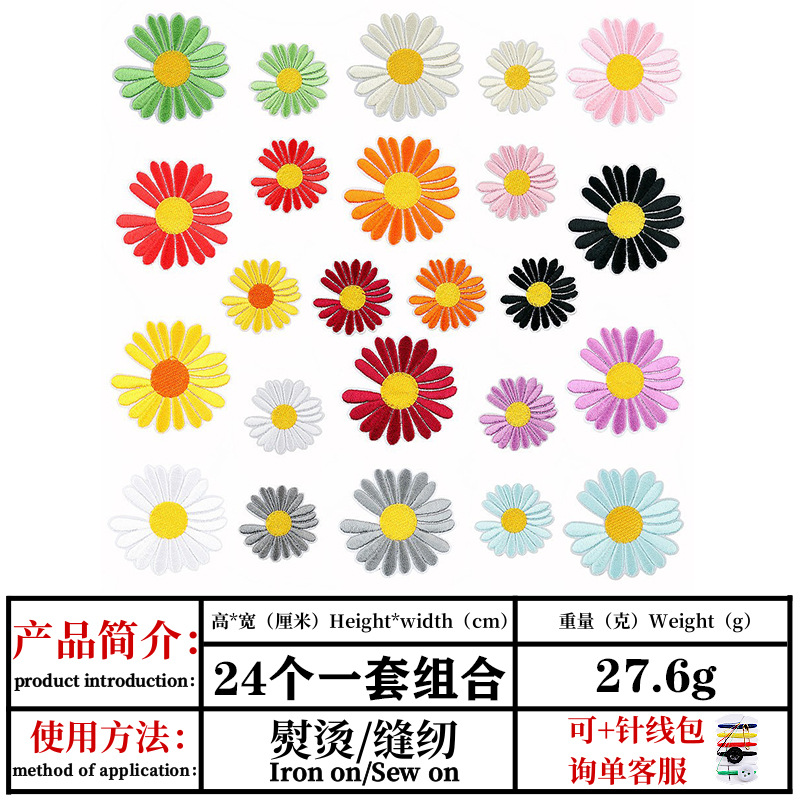 产品简介:
product introduction:
高*宽（厘米）Height*width（cm）
24个一套组合
重量（克）Weight（g）
27.6g
使用方法:
method of application:
熨烫/缝纫
Iron on/Sew on
可+针线包
询单客服